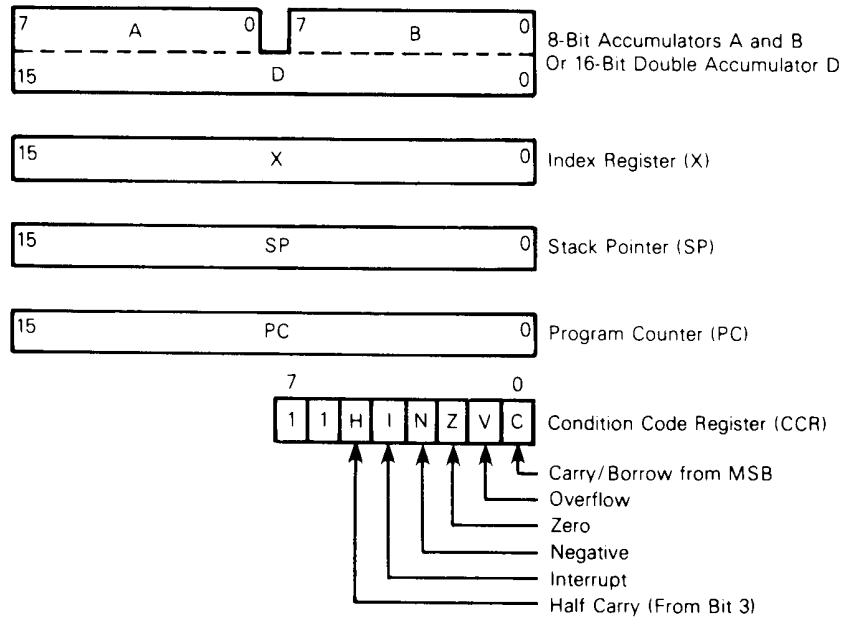 7 A 0 7 B 0
8-Bit Accumulators A and B
15 D 0
Or 16-Bit Double Accumulator D
15 X 0 Index Register (X)
15 SP 0 Stack Pointer (SP)
15 PC 0 Program Counter (PC)
7 0
1 1 H I N Z V C Condition Code Register (CCR)
Carry/Borrow from MSB
Overflow
Zero
Negative
Interrupt
Half Carry (From Bit 3)